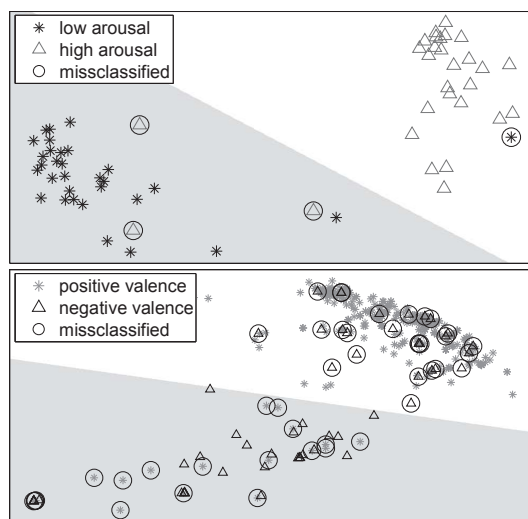 low arousal
high arousal
missclassified
positive valence
negative valence
missclassified